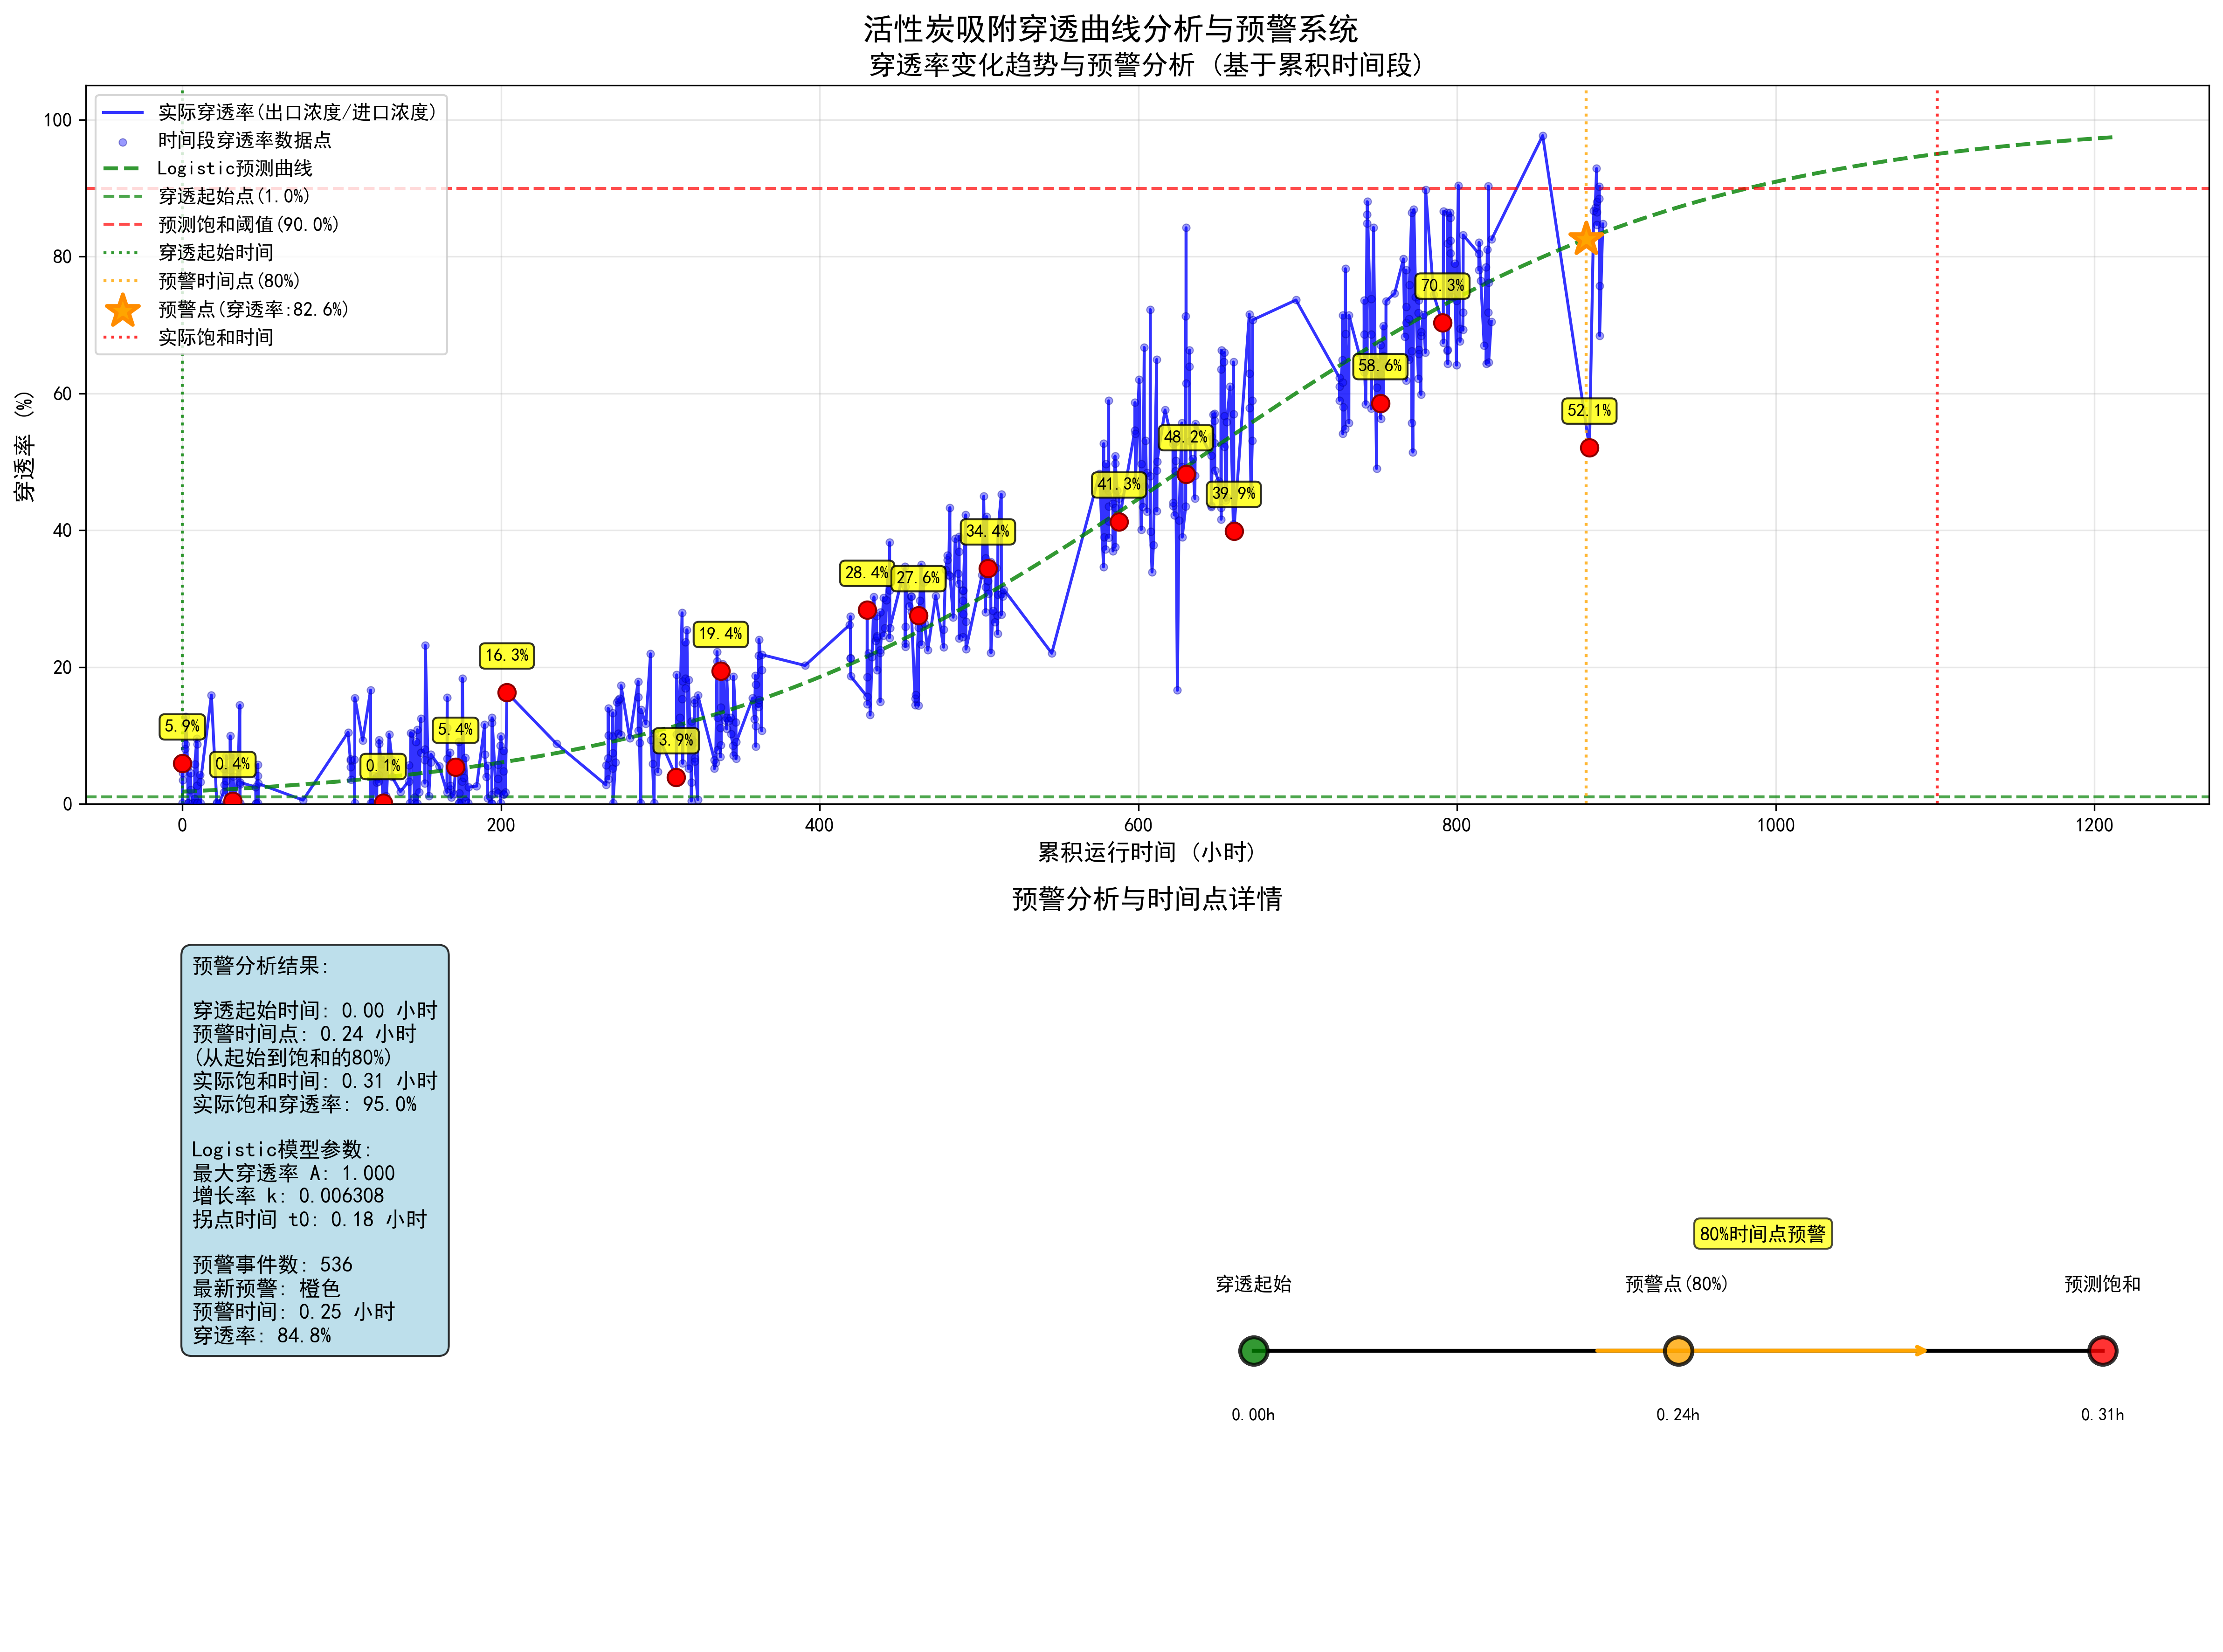 活性炭吸附穿透曲线分析与预警系统
穿透率变化趋势与预警分析 (基于累积时间段)
实际穿透率(出口浓度/进口浓度)
时间段穿透率数据点
Logistic预测曲线
穿透起始点(1.0%)
预测饱和阈值(90.0%)
穿透起始时间
预警时间点(80%)
预警点(穿透率:82.6%)
实际饱和时间
穿透率 (%)
100
80
60
40
20
0
5.9%
0.4%
0.1%
5.4%
16.3%
3.9%
19.4%
28.4%
27.6%
34.4%
41.3%
48.2%
39.9%
58.6%
70.3%
52.1%
0
200
400
600
800
1000
1200
累积运行时间 (小时)
预警分析与时间点详情
预警分析结果:
穿透起始时间: 0.00 小时
预警时间点: 0.24 小时
(从起始到饱和的80%)
实际饱和时间: 0.31 小时
实际饱和穿透率: 95.0%
Logistic模型参数:
最大穿透率 A: 1.000
增长率 k: 0.006308
拐点时间 t0: 0.18 小时
预警事件数: 536
最新预警: 橙色
预警时间: 0.25 小时
穿透率: 84.8%
80%时间点预警
穿透起始
预警点(80%)
预测饱和
0.00h
0.24h
0.31h